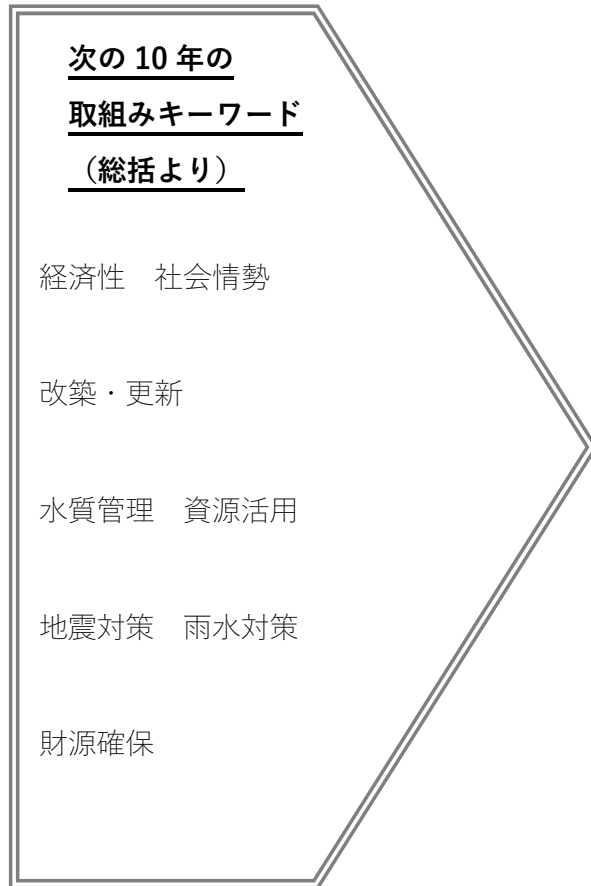 次の 10 年の
取組みキーワード
（総括より）
経済性　社会情勢
改築・更新
水質管理　資源活用
地震対策　雨水対策
財源確保